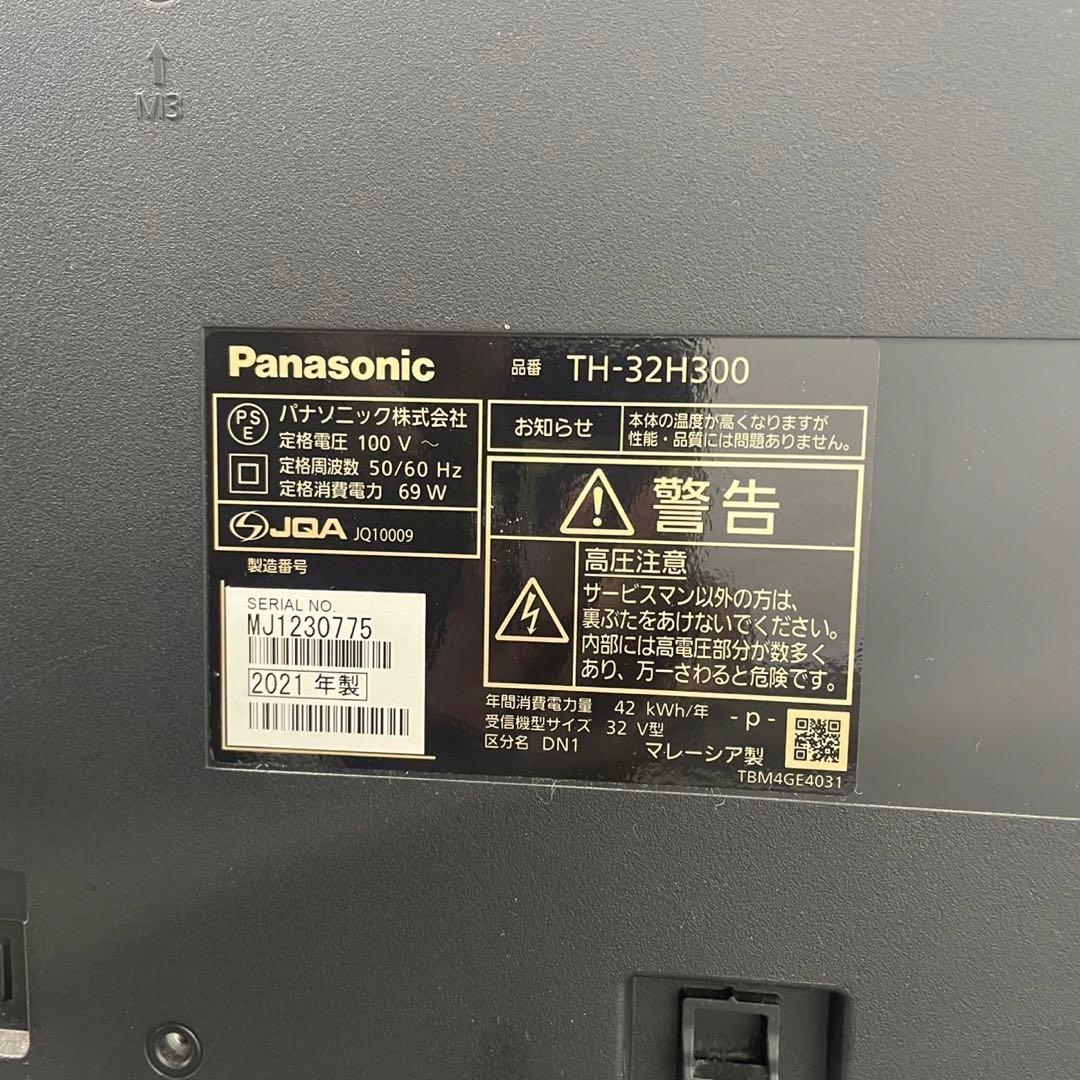 M3
Panasonic 品番 TH-32H300
PS
E
パナソニック株式会社
定格電圧 100 V ～
定格周波数 50/60 Hz
定格消費電力 69 W
JQA JQ10009
製造番号
SERIAL NO.
MJ1230775
2021 年製
お知らせ
本体の温度が高くなりますが
性能・品質には問題ありません。
警告
高圧注意
サービスマン以外の方は、
裏ぶたをあけないでください。
内部には高電圧部分が数多く
あり、万一さわると危険です。
年間消費電力量 42 kWh/年
受信機型サイズ 32 V型
区分名 DN1
- p -
マレーシア製
TBM4GE4031